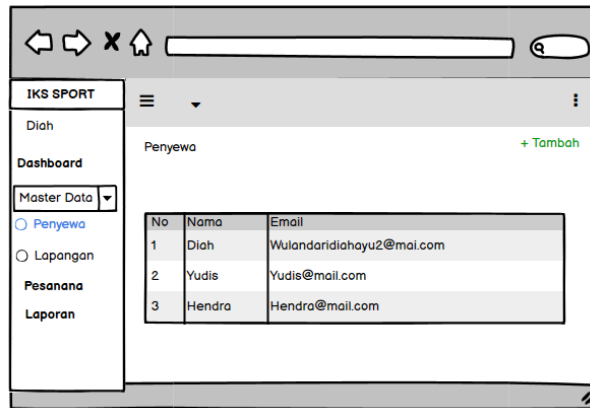 IKS SPORT
Diah
Dashboard
Master Data
Penyewa
Lapangan
Pesanana
Laporan
Penyewa
+ Tambah
No Nama Email
1 Diah Wulandaridiahayu2@mai.com
2 Yudis Yudis@mail.com
3 Hendra Hendra@mail.com